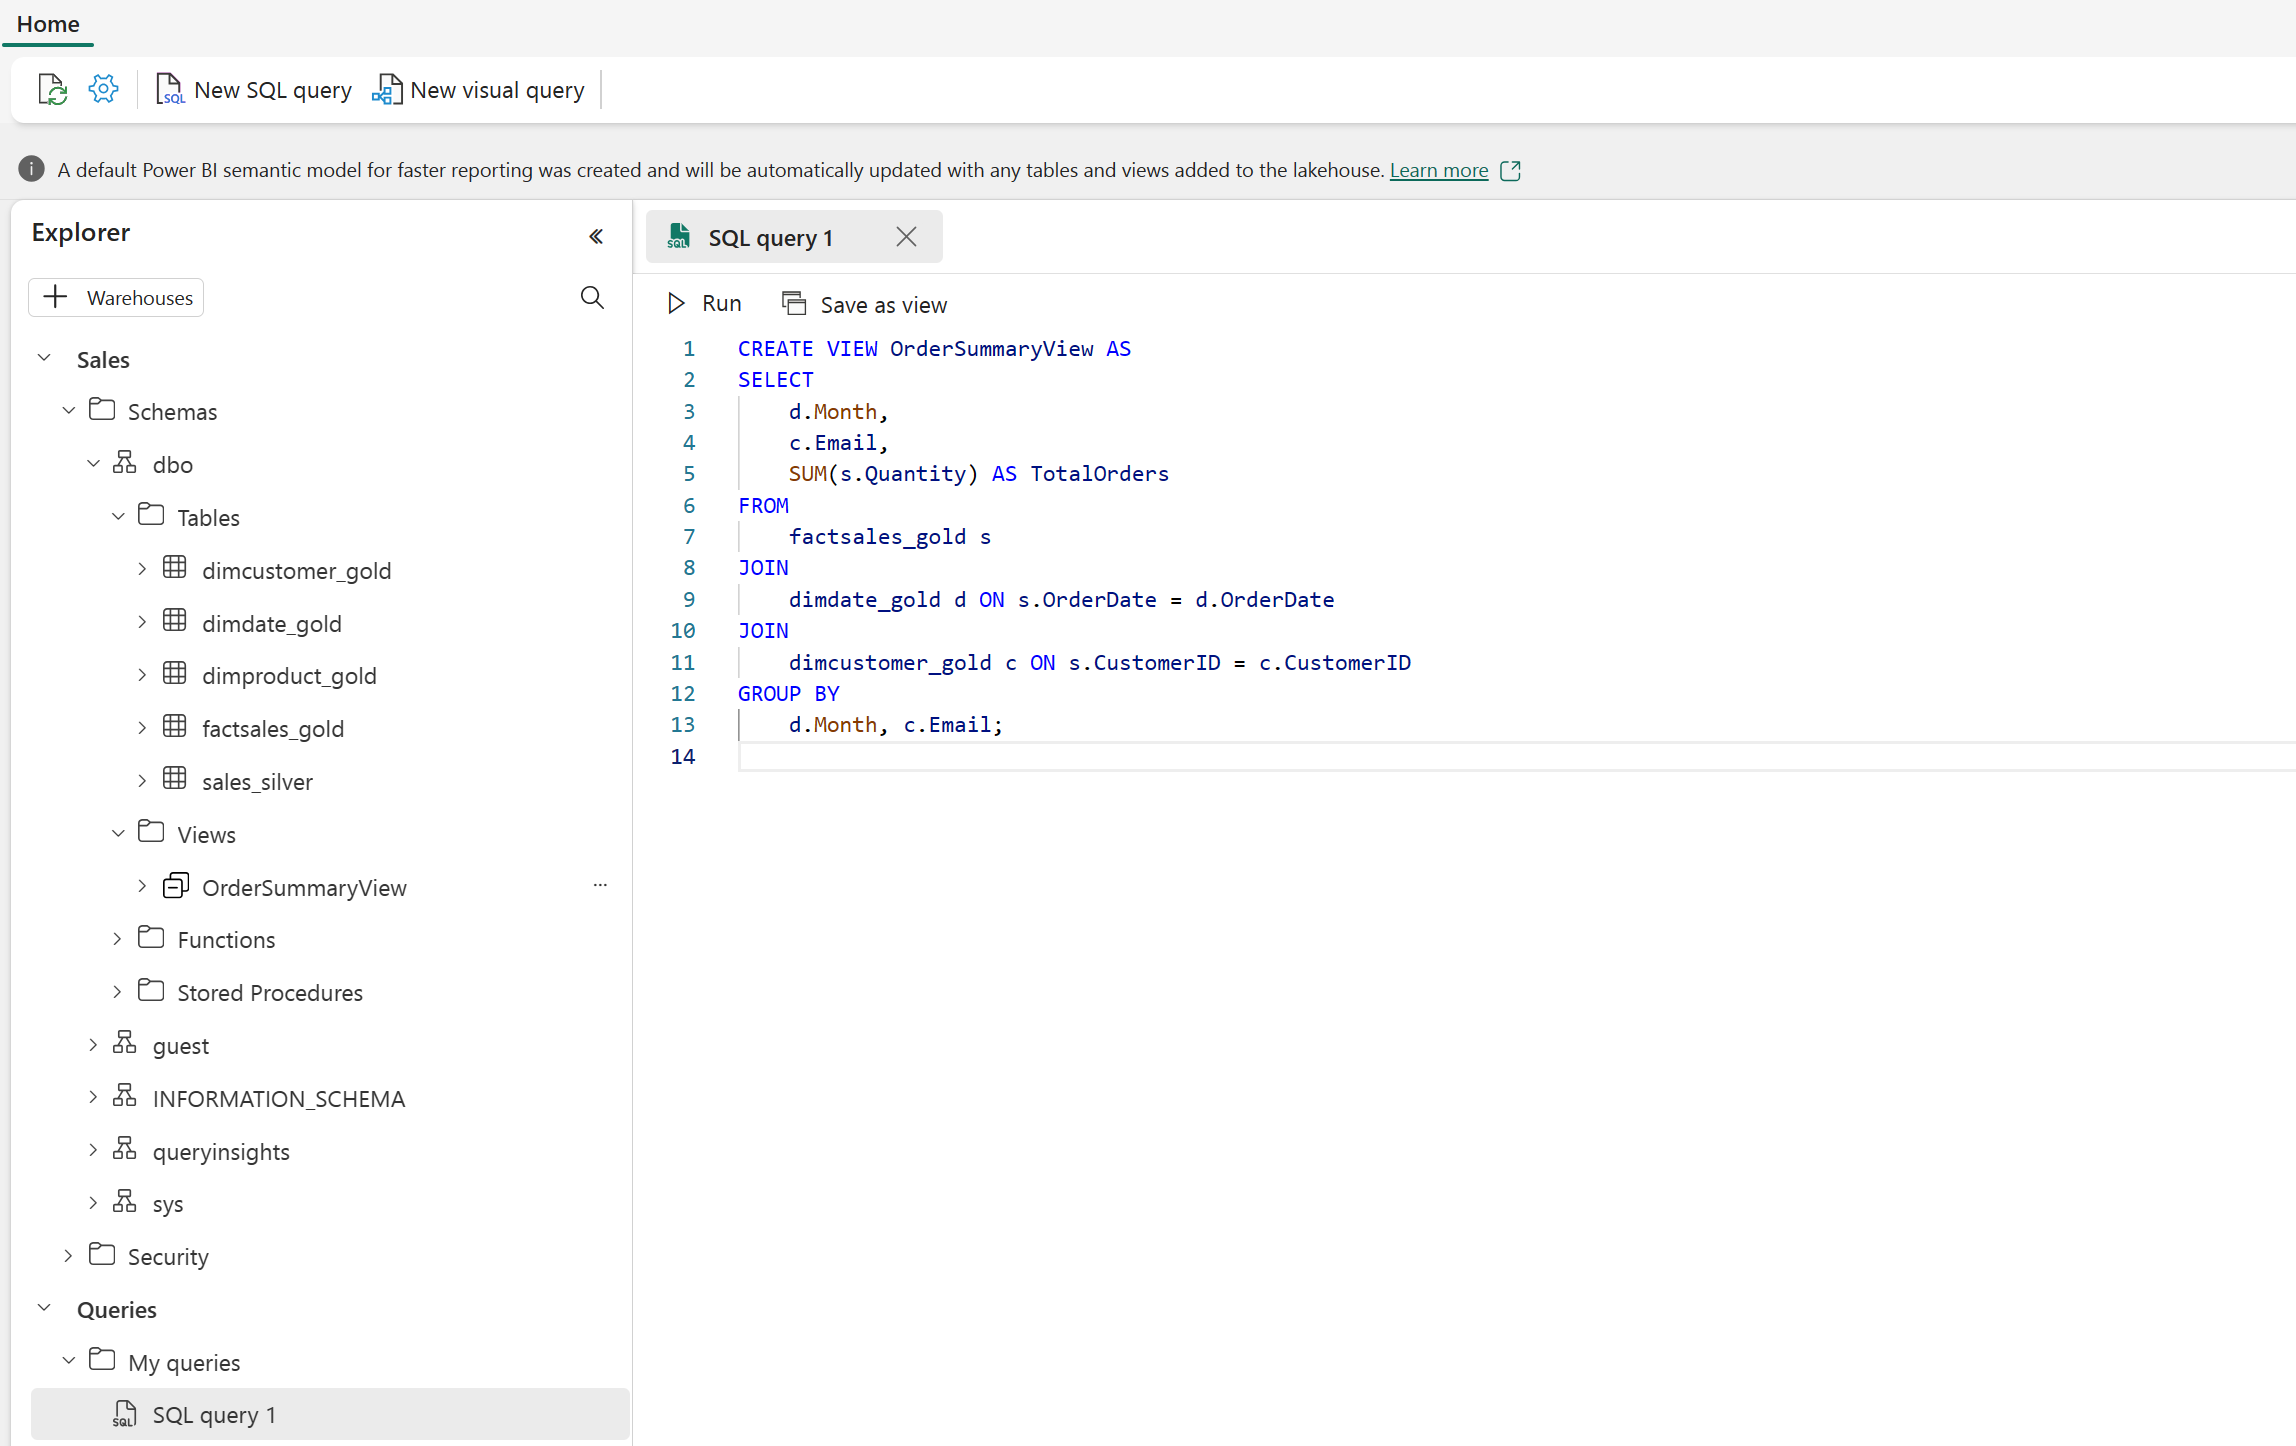 Home
New SQL query
New visual query
A default Power BI semantic model for faster reporting was created and will be automatically updated with any tables and views added to the lakehouse. Learn more
Explorer
Warehouses
Sales
Schemas
dbo
Tables
dimcustomer_gold
dimdate_gold
dimproduct_gold
factsales_gold
sales_silver
Views
OrderSummaryView ...
Functions
Stored Procedures
guest
INFORMATION_SCHEMA
queryinsights
sys
Security
Queries
My queries
SQL query 1
SQL query 1
Run Save as view
1 CREATE VIEW OrderSummaryView AS
2 SELECT
3 d.Month,
4 c.Email,
5 SUM(s.Quantity) AS TotalOrders
6 FROM
7 factsales_gold s
8 JOIN
9 dimdate_gold d ON s.OrderDate = d.OrderDate
10 JOIN
11 dimcustomer_gold c ON s.CustomerID = c.CustomerID
12 GROUP BY
13 d.Month, c.Email;
14